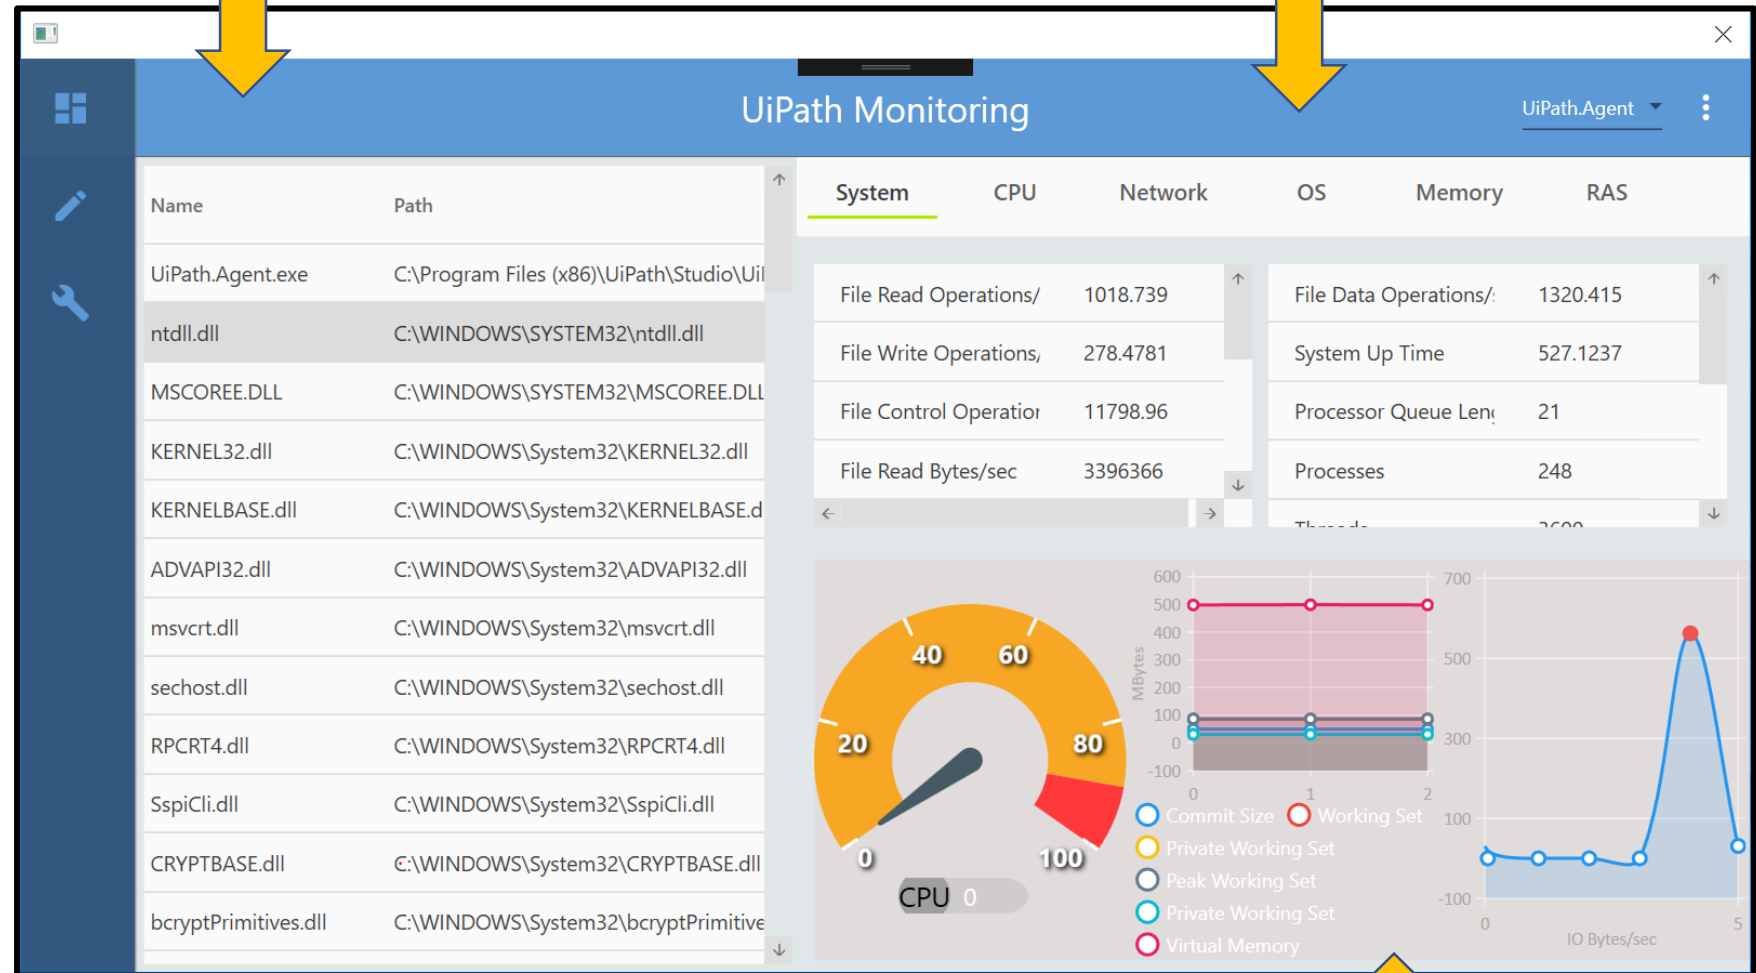 UiPath Monitoring
UiPath.Agent
Name Path
UiPath.Agent.exe C:\Program Files (x86)\UiPath\Studio\Ui
ntdll.dll C:\WINDOWS\SYSTEM32\ntdll.dll
MSCOREE.DLL C:\WINDOWS\SYSTEM32\MSCOREE.DLL
KERNEL32.dll C:\WINDOWS\System32\KERNEL32.dll
KERNELBASE.dll C:\WINDOWS\System32\KERNELBASE.d
ADVAPI32.dll C:\WINDOWS\System32\ADVAPI32.dll
msvcrt.dll C:\WINDOWS\System32\msvcrt.dll
sechost.dll C:\WINDOWS\System32\sechost.dll
RPCRT4.dll C:\WINDOWS\System32\RPCRT4.dll
SspiCli.dll C:\WINDOWS\System32\SspiCli.dll
CRYPTBASE.dll C:\WINDOWS\System32\CRYPTBASE.dll
bcryptPrimitives.dll C:\WINDOWS\System32\bcryptPrimitive
System CPU Network OS Memory RAS
File Read Operations/ 1018.739
File Write Operations/ 278.4781
File Control Operation 11798.96
File Read Bytes/sec 3396366
File Data Operations/ 1320.415
System Up Time 527.1237
Processor Queue Leng 21
Processes 248
0
20
40
60
80
100
CPU 0
MBytes
600
500
400
300
200
100
0
-100
0 1 2
Commit Size Working Set
Private Working Set
Peak Working Set
Private Working Set
Virtual Memory
700
500
300
100
-100
0 5
IO Bytes/sec